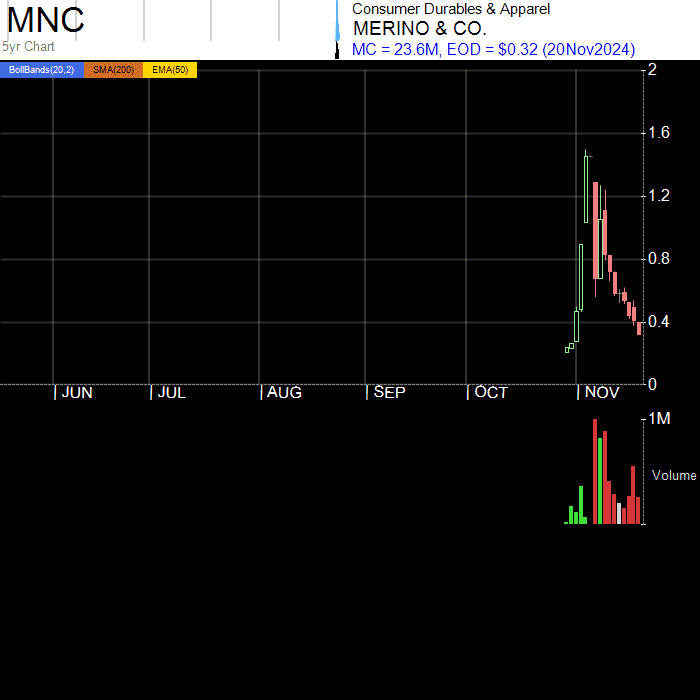 MNC
5yr Chart
Consumer Durables & Apparel
MERINO & CO.
MC = 23.6M, EOD = $0.32 (20Nov2024)
BollBands(20,2) SMA(200) EMA(50)
2
1.6
1.2
0.8
0.4
0
JUN JUL AUG SEP OCT NOV
1M
Volume